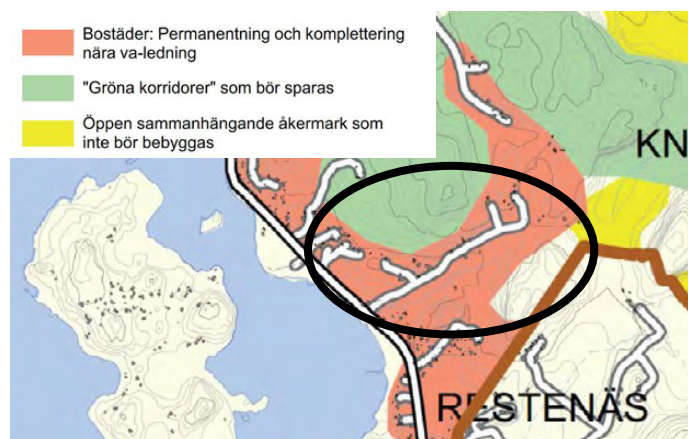 Bostäder: Permanentning och komplettering
nära va-ledning
"Gröna korridorer" som bör sparas
Öppen sammanhängande åkermark som
inte bör bebyggas
KN
RESTENÄS